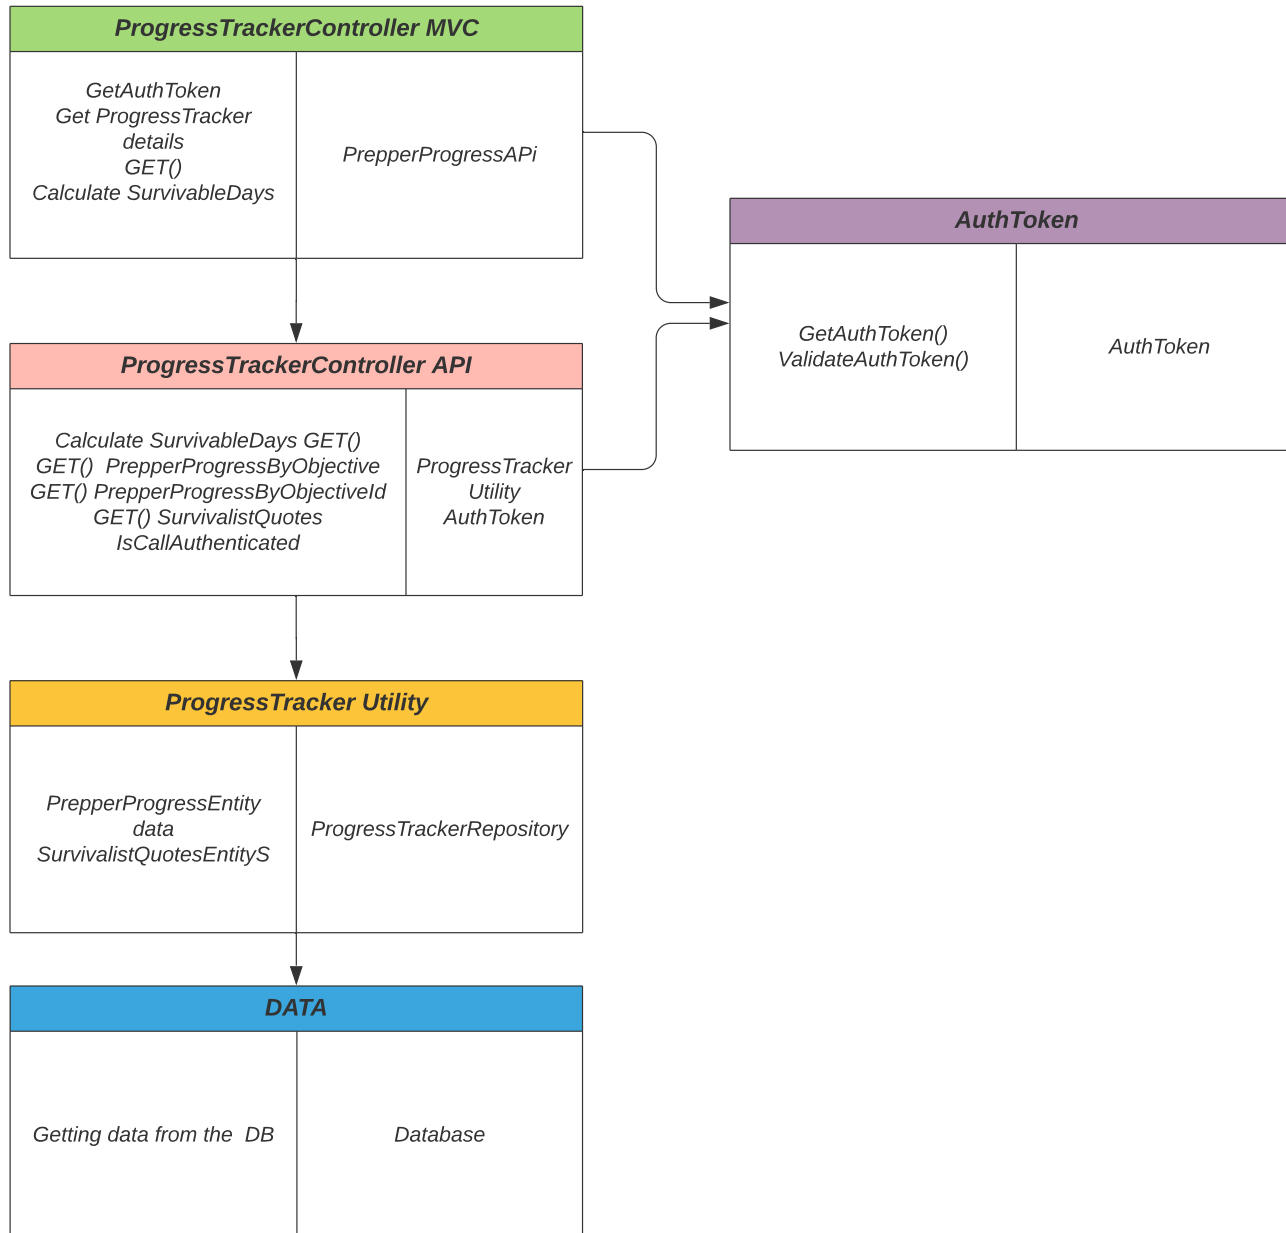 ProgressTrackerController MVC
GetAuthToken
Get ProgressTracker
details
GET()
Calculate SurvivableDays
PrepperProgressAPi
AuthToken
GetAuthToken()
ValidateAuthToken()
AuthToken
ProgressTrackerController API
Calculate SurvivableDays GET()
GET()  PrepperProgressByObjective
GET() PrepperProgressByObjectiveId
GET() SurvivalistQuotes
IsCallAuthenticated
ProgressTracker
Utility
AuthToken
ProgressTracker Utility
PrepperProgressEntity
data
SurvivalistQuotesEntityS
ProgressTrackerRepository
DATA
Getting data from the  DB
Database